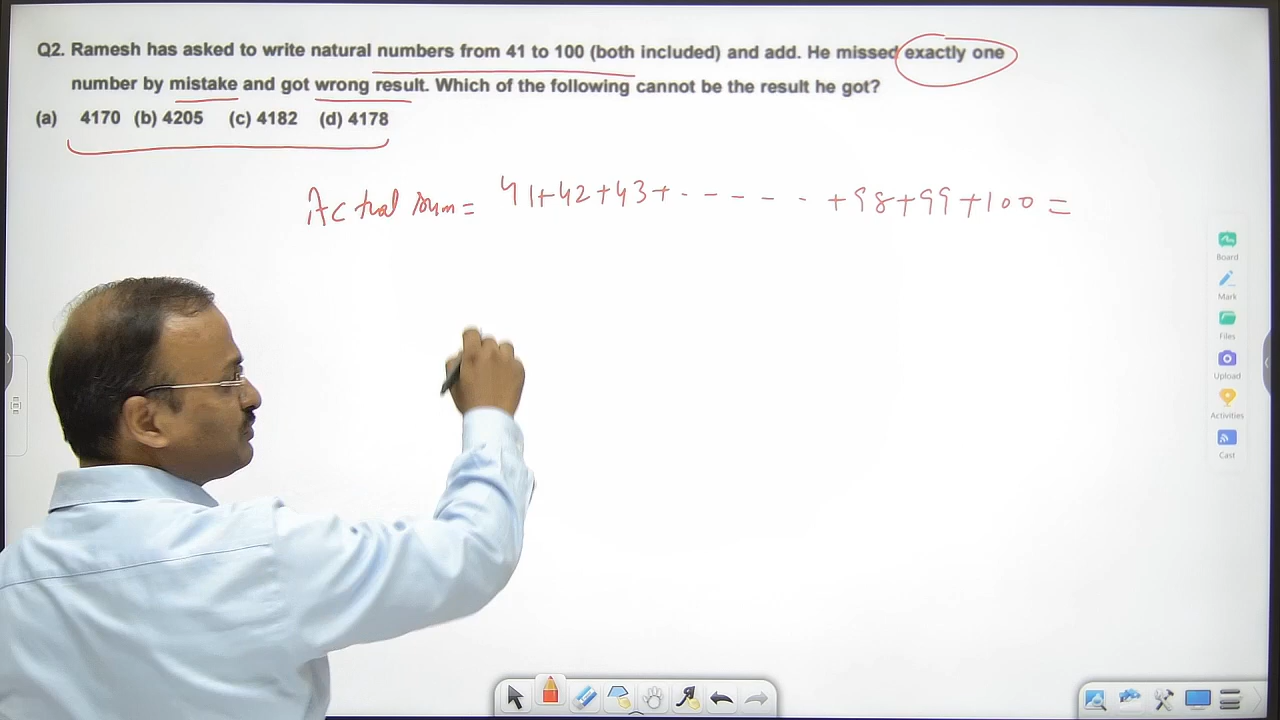 Q2. Ramesh has asked to write natural numbers from 41 to 100 (both included) and add. He missed exactly one
number by mistake and got wrong result. Which of the following cannot be the result he got?
(a) 4170 (b) 4205 (c) 4182 (d) 4178
Actual sum = 41+42+43+ - - - - - +98+99+100 =
Board
Mark
Files
Upload
Activities
Cast